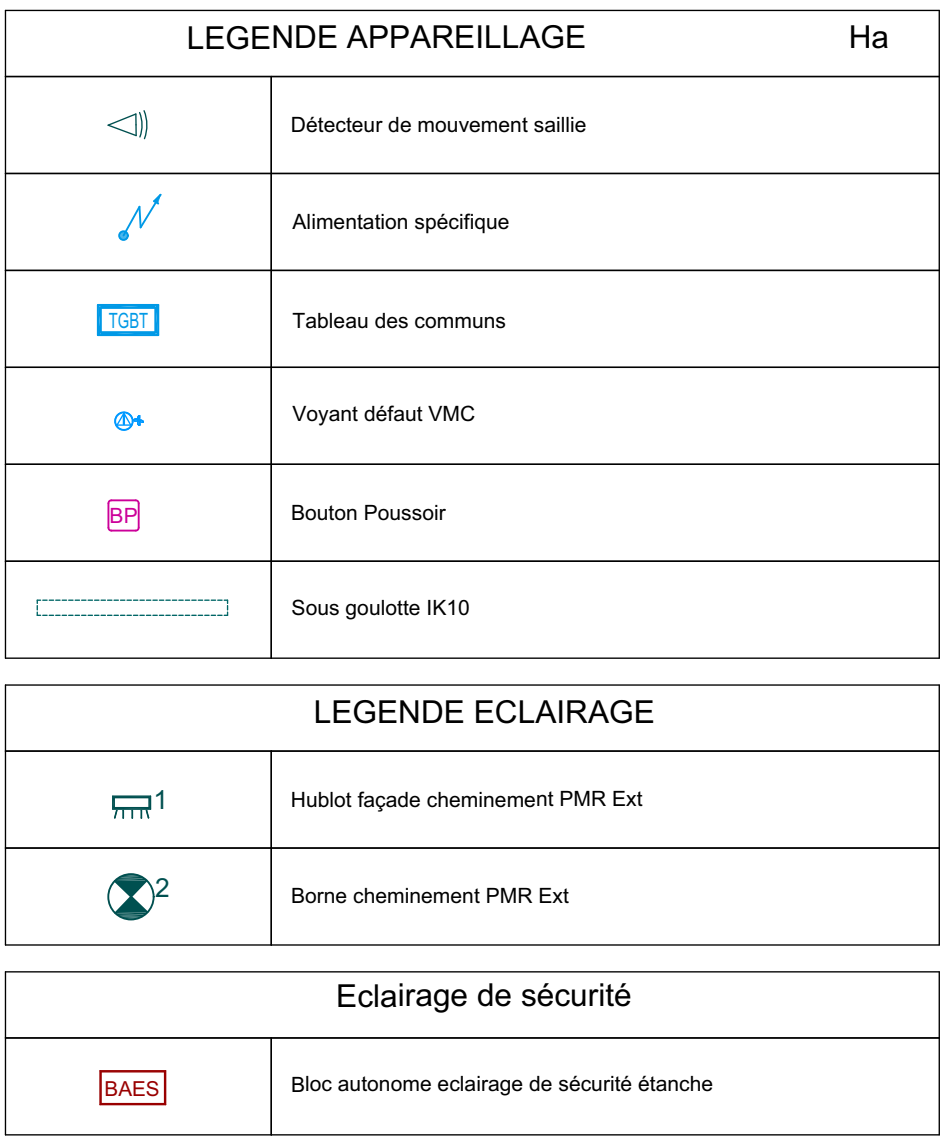 LEGENDE APPAREILLAGE Ha
Détecteur de mouvement saillie
Alimentation spécifique
TGBT Tableau des communs
Voyant défaut VMC
BP Bouton Poussoir
Sous goulotte IK10
LEGENDE ECLAIRAGE
1 Hublot façade cheminement PMR Ext
2 Borne cheminement PMR Ext
Eclairage de sécurité
BAES Bloc autonome eclairage de sécurité étanche